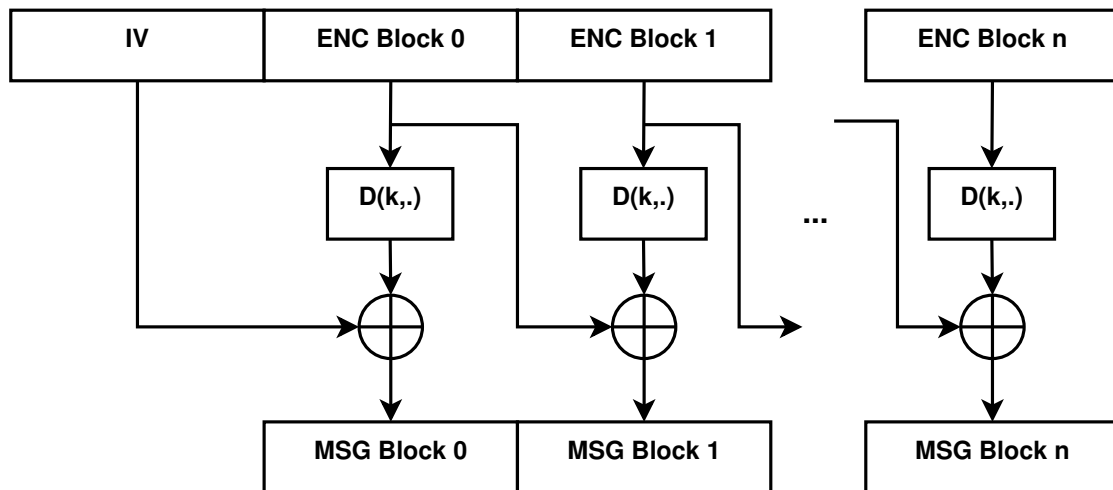 IV
ENC Block 0
ENC Block 1
ENC Block n
D(k,.)
D(k,.)
...
D(k,.)
MSG Block 0
MSG Block 1
MSG Block n